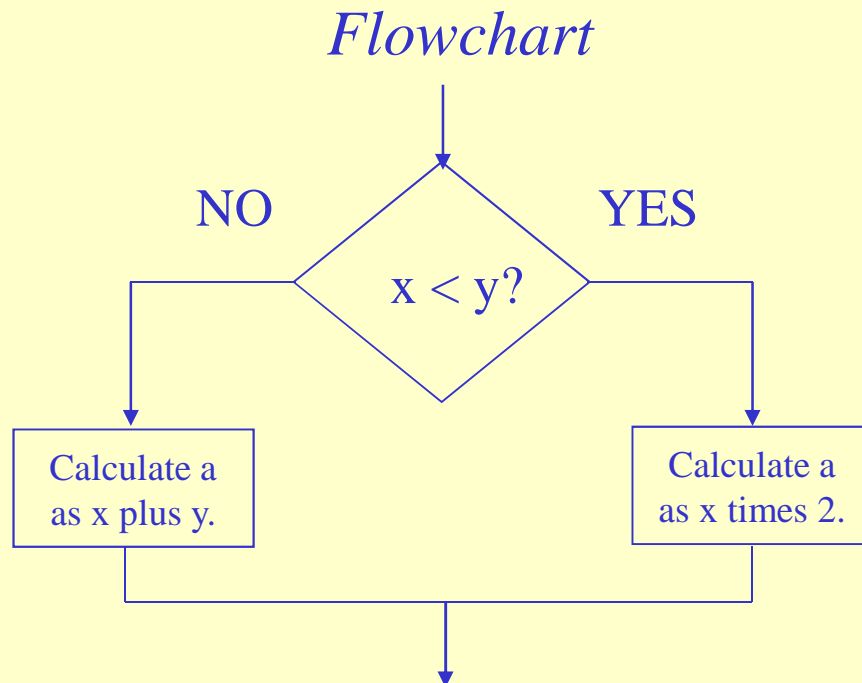 Flowchart
NO
YES
x < y?
Calculate a
as x plus y.
Calculate a
as x times 2.